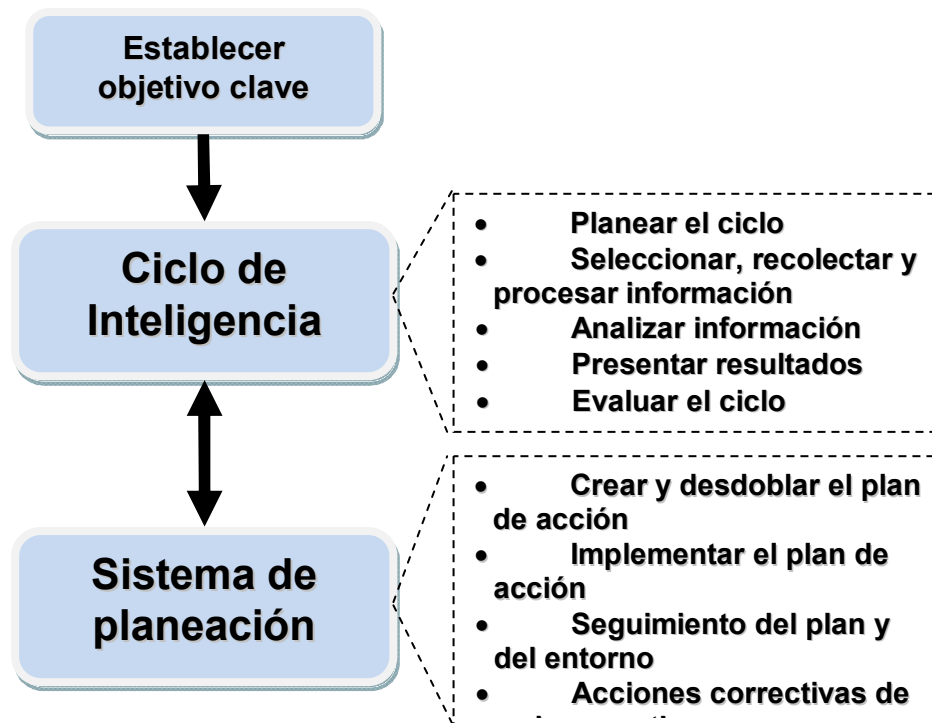 Establecer
objetivo clave
Ciclo de
Inteligencia
• Planear el ciclo
• Seleccionar, recolectar y
procesar información
• Analizar información
• Presentar resultados
• Evaluar el ciclo
Sistema de
planeación
• Crear y desdoblar el plan
de acción
• Implementar el plan de
acción
• Seguimiento del plan y
del entorno
• Acciones correctivas de